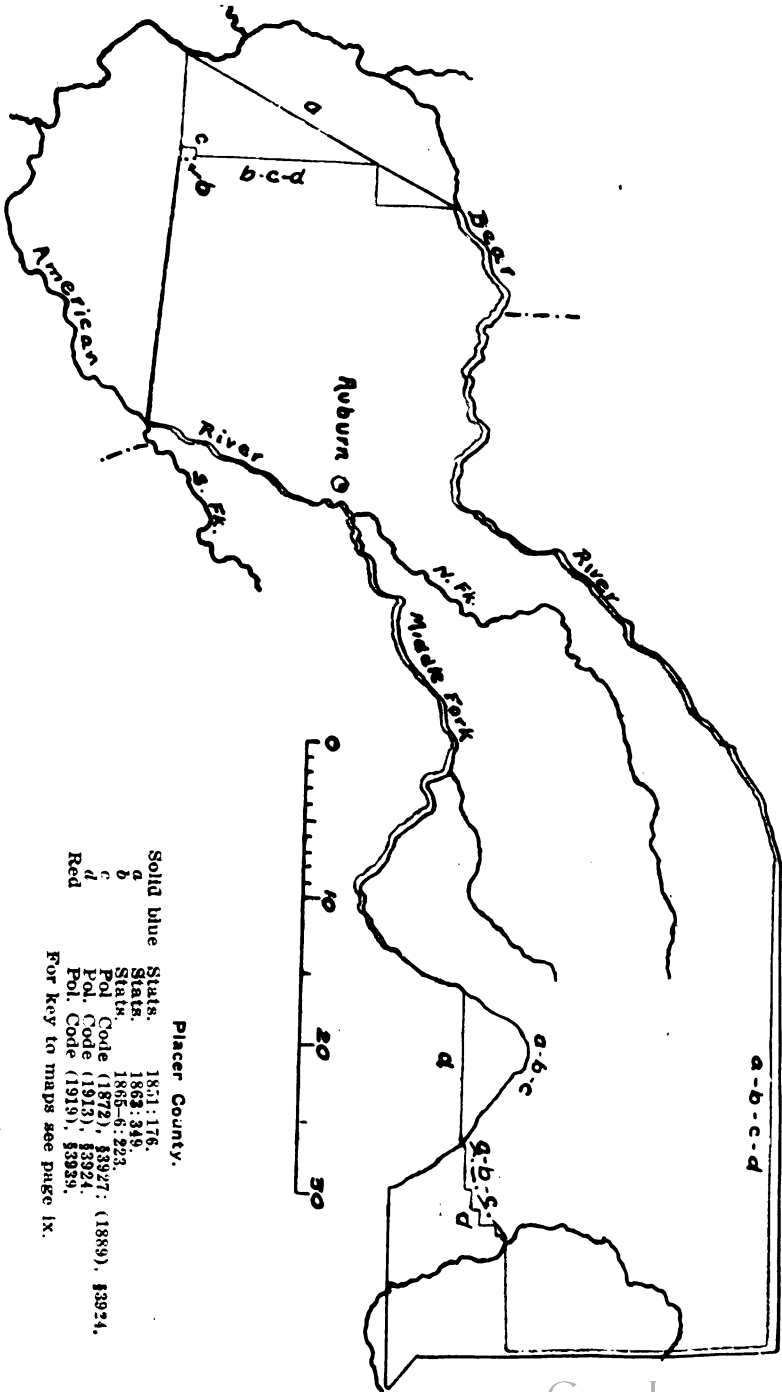 a
c
b
b-c-d
Bear
American
River
S. Fk.
Auburn
N. Fk.
River
Middle Fork
a-b-c
d
a-b-c
d
a-b-c-d
0
10
20
30
Placer County.
Solid blue Stats. 1851:176.
a Stats. 1863:349.
b Stats. 1865-6:223.
c Pol Code (1872), §3927; (1889), §3924.
d Pol. Code (1913), §3924.
Red Pol. Code (1919), §3939.
For key to maps see page ix.